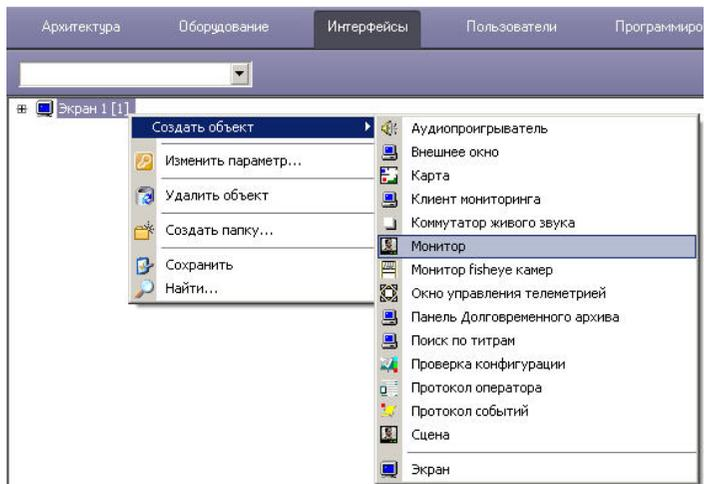 Архитектура Оборудование Интерфейсы Пользователи Программиро
Экран 1 [1]
Создать объект
Изменить параметр...
Удалить объект
Создать папку...
Сохранить
Найти...
Аудиопроигрыватель
Внешнее окно
Карта
Клиент мониторинга
Коммутатор живого звука
Монитор
Монитор fisheye камер
Окно управления телеметрией
Панель Долговременного архива
Поиск по титрам
Проверка конфигурации
Протокол оператора
Протокол событий
Сцена
Экран